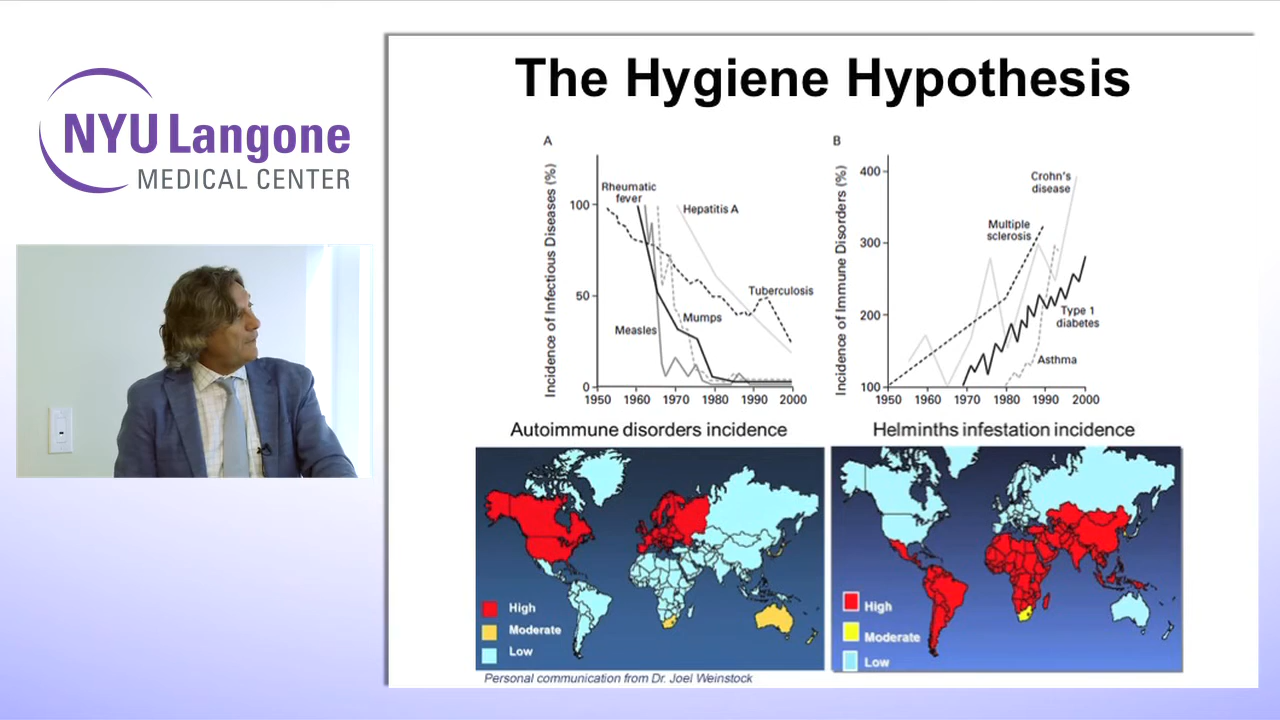 NYU Langone
MEDICAL CENTER
The Hygiene Hypothesis
A
Incidence of Infectious Diseases (%)
100
50
0
1950
1960
1970
1980
1990
2000
Rheumatic
fever
Hepatitis A
Tuberculosis
Mumps
Measles
B
Incidence of Immune Disorders (%)
400
300
200
100
1950
1960
1970
1980
1990
2000
Crohn's
disease
Multiple
sclerosis
Type 1
diabetes
Asthma
Autoimmune disorders incidence
High
Moderate
Low
Helminths infestation incidence
High
Moderate
Low
Personal communication from Dr. Joel Weinstock